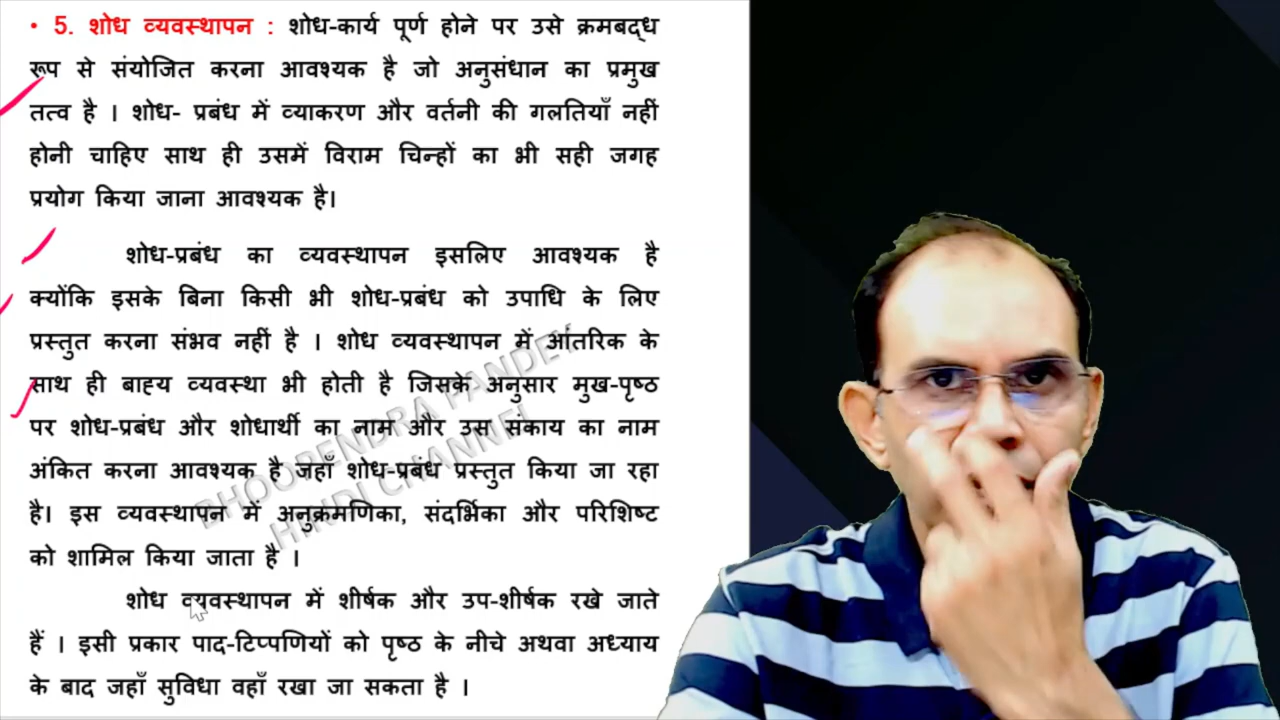 • 5. शोध व्यवस्थापन : शोध-कार्य पूर्ण होने पर उसे क्रमबद्ध
रूप से संयोजित करना आवश्यक है जो अनुसंधान का प्रमुख
तत्व है । शोध- प्रबंध में व्याकरण और वर्तनी की गलतियाँ नहीं
होनी चाहिए साथ ही उसमें विराम चिन्हों का भी सही जगह
प्रयोग किया जाना आवश्यक है।
शोध-प्रबंध का व्यवस्थापन इसलिए आवश्यक है
क्योंकि इसके बिना किसी भी शोध-प्रबंध को उपाधि के लिए
प्रस्तुत करना संभव नहीं है । शोध व्यवस्थापन में आंतरिक के
साथ ही बाह्य व्यवस्था भी होती है जिसके अनुसार मुख-पृष्ठ
पर शोध-प्रबंध और शोधार्थी का नाम और उस संकाय का नाम
अंकित करना आवश्यक है जहाँ शोध-प्रबंध प्रस्तुत किया जा रहा
है। इस व्यवस्थापन में अनुक्रमणिका, संदर्भिका और परिशिष्ट
को शामिल किया जाता है ।
शोध व्यवस्थापन में शीर्षक और उप-शीर्षक रखे जाते
हैं । इसी प्रकार पाद-टिप्पणियों को पृष्ठ के नीचे अथवा अध्याय
के बाद जहाँ सुविधा वहाँ रखा जा सकता है ।
BHOOPENDRA PANDEY
HINDI CHANNEL